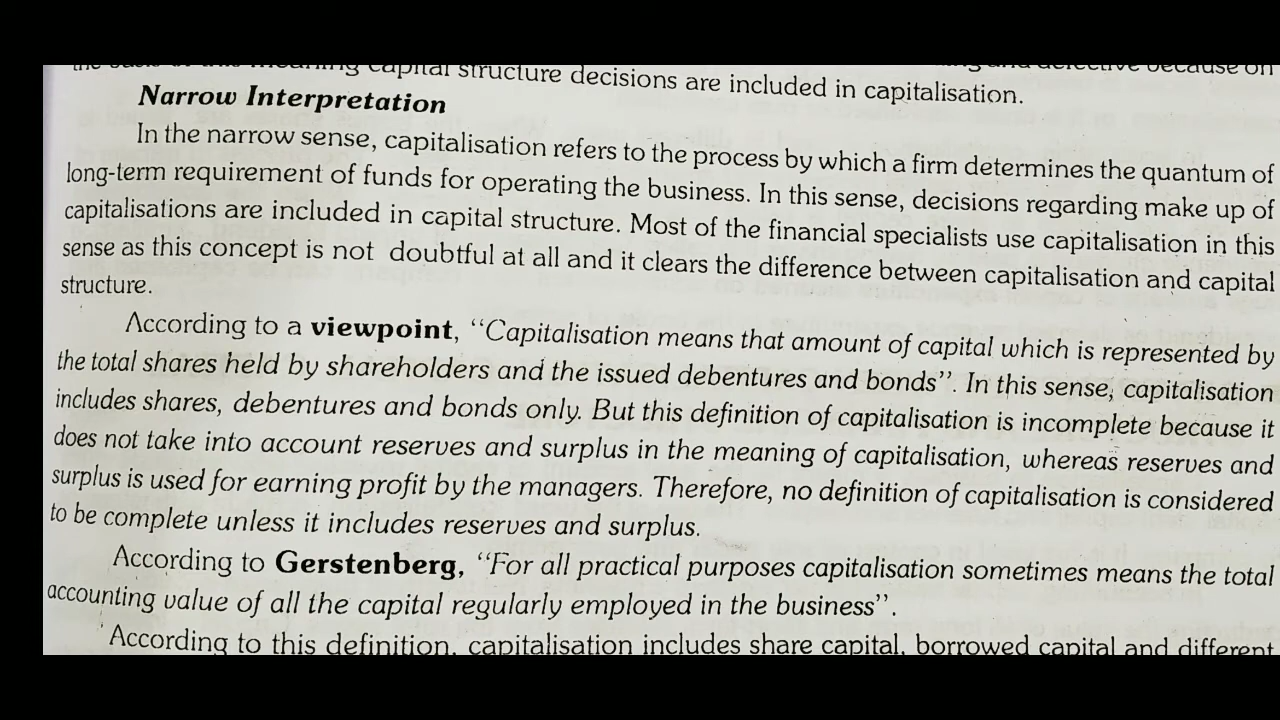 the basis of this meaning capital structure decisions are included in capitalisation. and defective because on
Narrow Interpretation
In the narrow sense, capitalisation refers to the process by which a firm determines the quantum of
long-term requirement of funds for operating the business. In this sense, decisions regarding make up of
capitalisations are included in capital structure. Most of the financial specialists use capitalisation in this
sense as this concept is not doubtful at all and it clears the difference between capitalisation and capital
structure.
According to a viewpoint, “Capitalisation means that amount of capital which is represented by
the total shares held by shareholders and the issued debentures and bonds”. In this sense, capitalisation
includes shares, debentures and bonds only. But this definition of capitalisation is incomplete because it
does not take into account reserves and surplus in the meaning of capitalisation, whereas reserves and
surplus is used for earning profit by the managers. Therefore, no definition of capitalisation is considered
to be complete unless it includes reserves and surplus.
According to Gerstenberg, “For all practical purposes capitalisation sometimes means the total
accounting value of all the capital regularly employed in the business”.
According to this definition, capitalisation includes share capital, borrowed capital and different